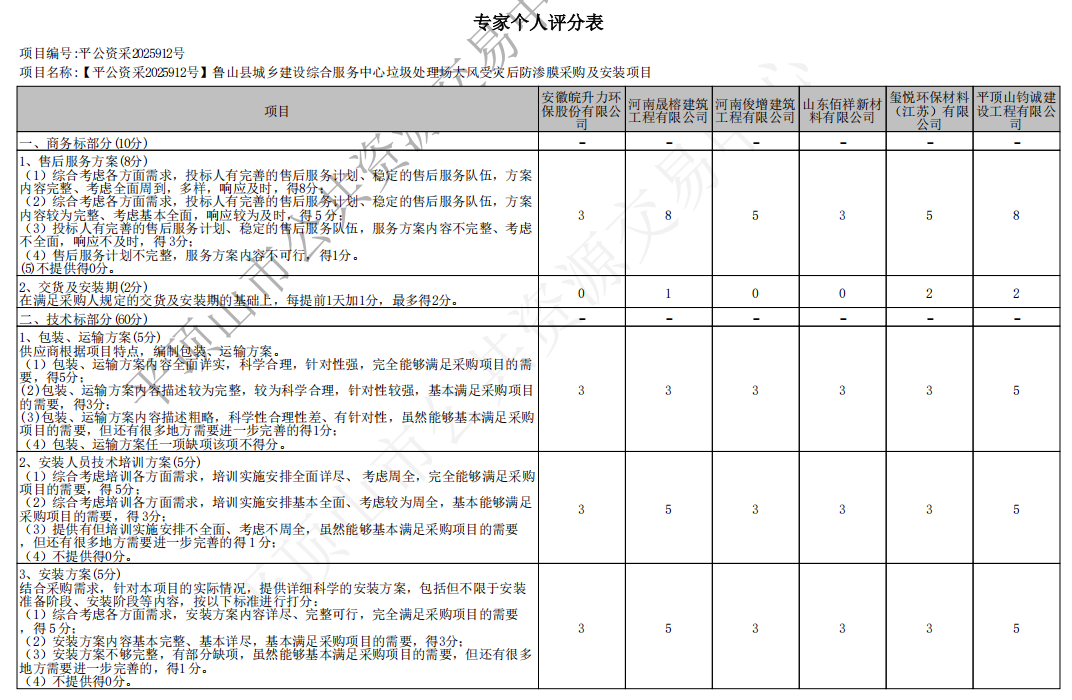 专家个人评分表
项目编号:平公资采2025912号
项目名称:【平公资采2025912号】鲁山县城乡建设综合服务中心垃圾处理场大风受灾后防渗膜采购及安装项目
项目
安徽皖升力环
保股份有限公
司
河南晟榕建筑
工程有限公司
河南俊增建筑
工程有限公司
山东佰祥新材
料有限公司
玺悦环保材料
（江苏）有限
公司
平顶山钧诚建
设工程有限公
司
一、商务标部分(10分) － － － － － －
1、售后服务方案(8分)
（1）综合考虑各方面需求，投标人有完善的售后服务计划、稳定的售后服务队伍，方案
内容完整、考虑全面周到，多样，响应及时，得8分；
（2）综合考虑各方面需求，投标人有完善的售后服务计划、稳定的售后服务队伍，方案
内容较为完整、考虑基本全面，响应较为及时，得 5 分；
（3）投标人有完善的售后服务计划、稳定的售后服务队伍，服务方案内容不完整、考虑
不全面，响应不及时，得 3分；
（4）售后服务计划不完整，服务方案内容不可行，得1分。
(5)不提供得0分。
3 8 5 3 5 8
2、交货及安装期(2分)
在满足采购人规定的交货及安装期的基础上，每提前1天加1分，最多得2分。
0 1 0 0 2 2
二、技术标部分(60分) － － － － － －
1、包装、运输方案(5分)
供应商根据项目特点，编制包装、运输方案。
（1）包装、运输方案内容全面详实，科学合理，针对性强，完全能够满足采购项目的需
要，得5分；
(2)包装、运输方案内容描述较为完整，较为科学合理，针对性较强，基本满足采购项目
的需要，得3分；
(3)包装、运输方案内容描述粗略，科学性合理性差、有针对性，虽然能够基本满足采购
项目的需要，但还有很多地方需要进一步完善的得1分；
（4）包装、运输方案任一项缺项该项不得分。
3 3 3 3 3 5
2、安装人员技术培训方案(5分)
（1）综合考虑培训各方面需求，培训实施安排全面详尽、 考虑周全，完全能够满足采购
项目的需要，得 5分；
（2）综合考虑培训各方面需求，培训实施安排基本全面、考虑较为周全，基本能够满足
采购项目的需要，得 3分；
（3）提供有但培训实施安排不全面、考虑不周全，虽然能够基本满足采购项目的需要
，但还有很多地方需要进一步完善的得 1 分；
（4）不提供得0分。
3 5 3 3 3 5
3、安装方案(5分)
结合采购需求，针对本项目的实际情况，提供详细科学的安装方案，包括但不限于安装
准备阶段、安装阶段等内容，按以下标准进行打分：
（1）综合考虑各方面需求，安装方案内容详尽、完整可行，完全满足采购项目的需要
，得 5 分；
（2）安装方案内容基本完整、基本详尽，基本满足采购项目的需要，得3分；
（3）安装方案不够完整，有部分缺项，虽然能够基本满足采购项目的需要，但还有很多
地方需要进一步完善的，得1 分。
（4）不提供得0分。
3 5 3 3 3 5
平顶山市公共资源交易中心
平顶山市公共资源交易中心